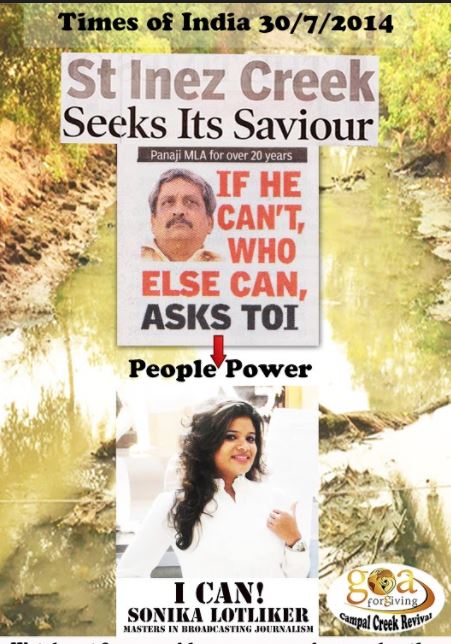 Times of India 30/7/2014
St Inez Creek
Seeks Its Saviour
Panaji MLA for over 20 years
IF HE
CAN'T,
WHO
ELSE CAN,
ASKS TOI
People Power
I CAN!
SONIKA LOTLIKER
MASTERS IN BROADCASTING JOURNALISM
goa
forgiving
Campal Creek Revival